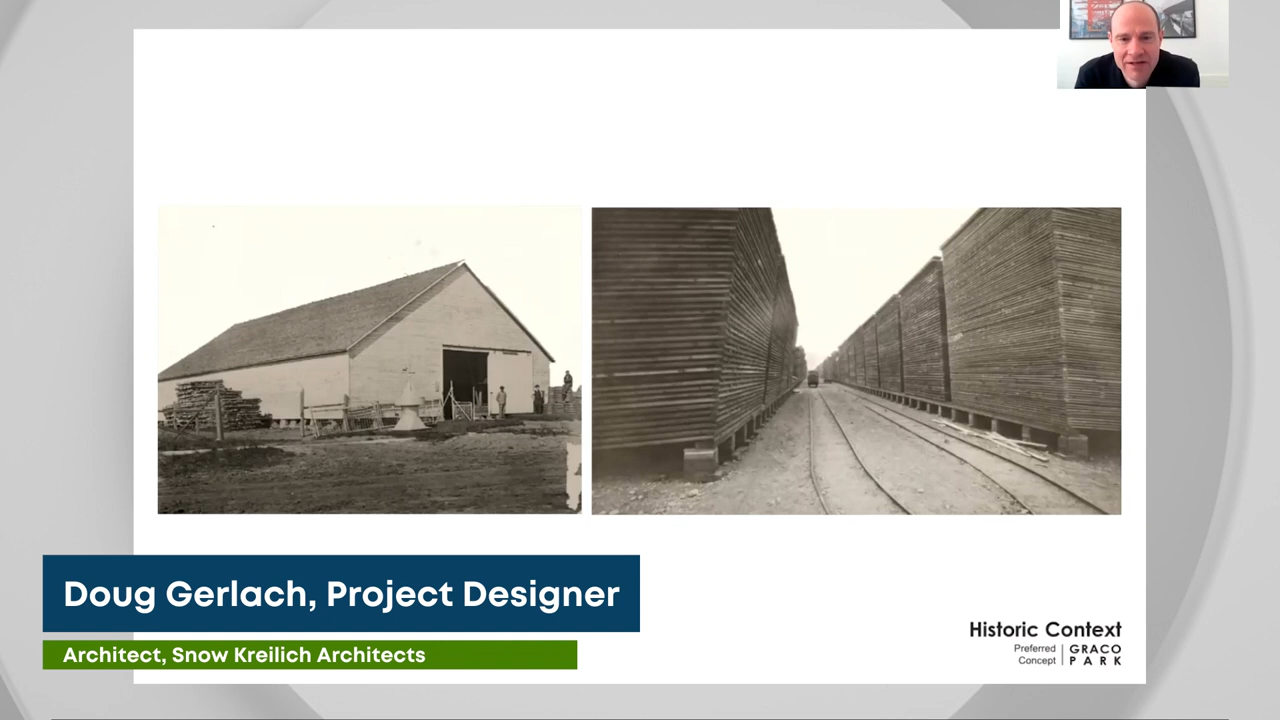 Doug Gerlach, Project Designer
Architect, Snow Kreilich Architects
Historic Context
Preferred Concept
GRACO PARK